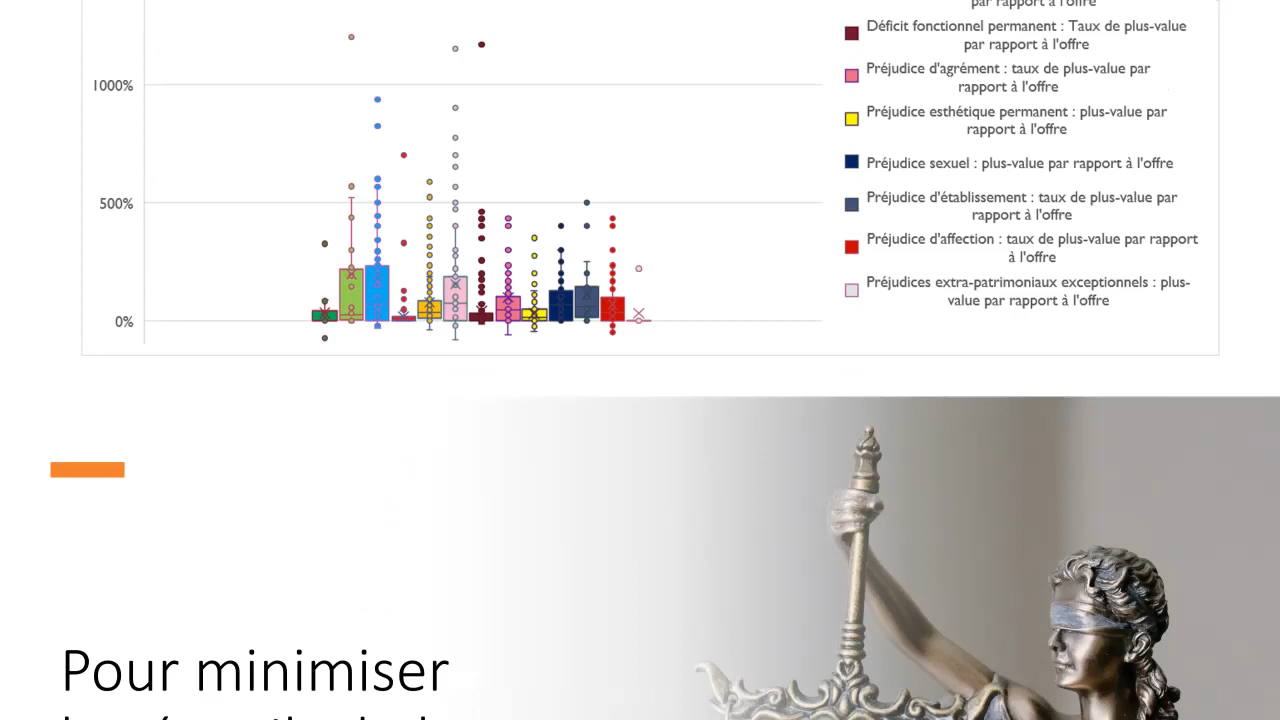 par rapport à l'offre
Déficit fonctionnel permanent : Taux de plus-value
par rapport à l'offre
Préjudice d'agrément : taux de plus-value par
rapport à l'offre
Préjudice esthétique permanent : plus-value par
rapport à l'offre
Préjudice sexuel : plus-value par rapport à l'offre
Préjudice d'établissement : taux de plus-value par
rapport à l'offre
Préjudice d'affection : taux de plus-value par rapport
à l'offre
Préjudices extra-patrimoniaux exceptionnels : plus-
value par rapport à l'offre
1000%
500%
0%
Pour minimiser